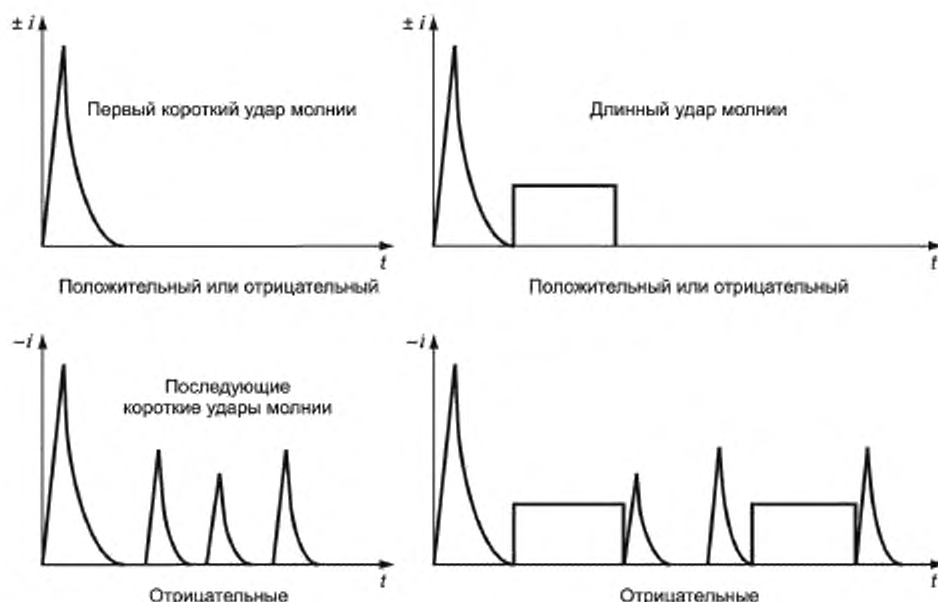 ± i
Первый короткий удар молнии
t
Положительный или отрицательный
± i
Длинный удар молнии
t
Положительный или отрицательный
–i
Последующие
короткие удары молнии
t
Отрицательные
–i
t
Отрицательные